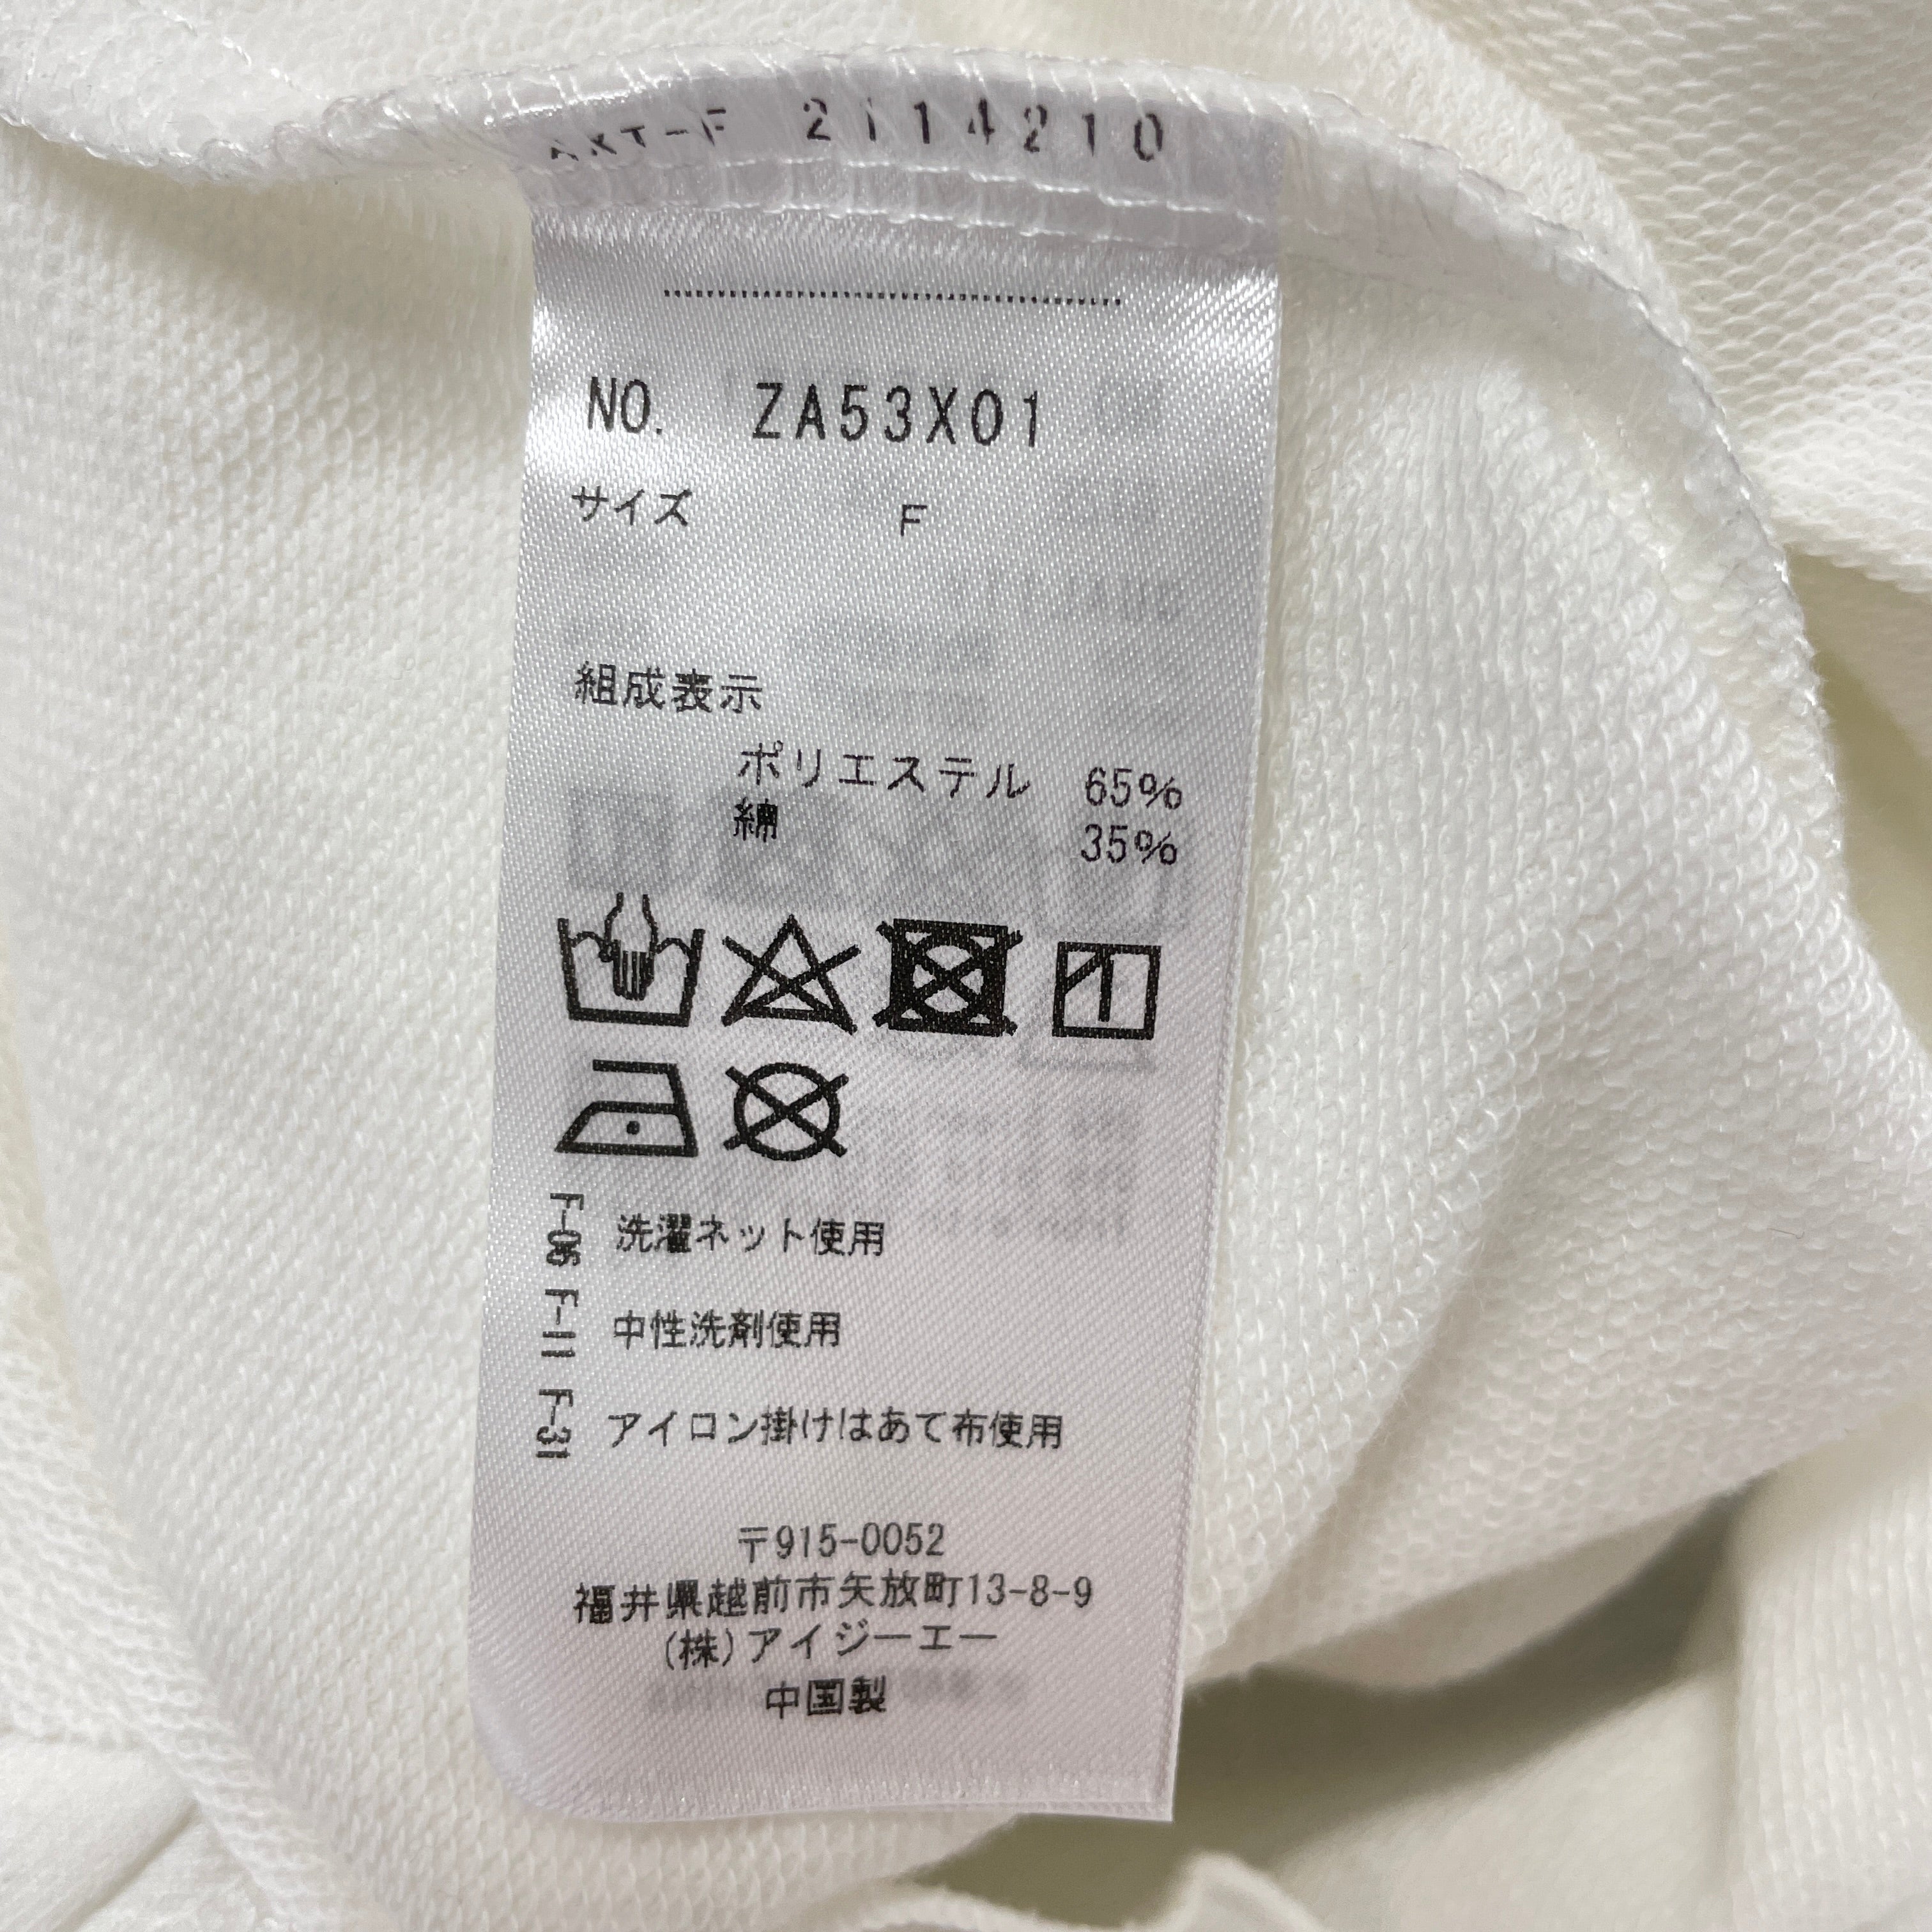 2114210
NO. ZA53X01
サイズ F
組成表示
ポリエステル 65%
綿 35%
F-06 洗濯ネット使用
F-11 中性洗剤使用
F-31 アイロン掛けはあて布使用
〒915-0052
福井県越前市矢放町13-8-9
(株)アイジーエー
中国製